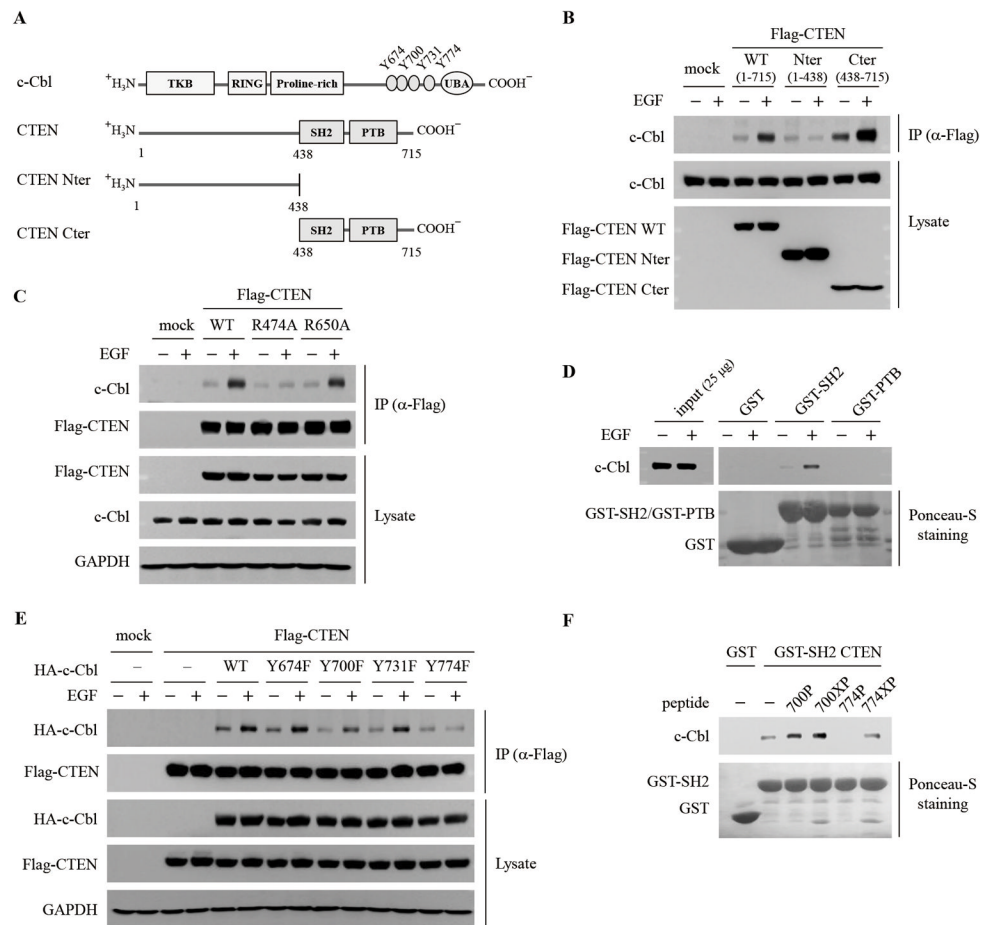 A
Y674
Y700
Y731
Y774
c-Cbl
+H3N
TKB
RING
Proline-rich
UBA
COOH−
CTEN
+H3N
SH2
PTB
COOH−
1
438
715
CTEN Nter
+H3N
1
438
CTEN Cter
SH2
PTB
COOH−
438
715
B
Flag-CTEN
mock
WT
(1-715)
Nter
(1-438)
Cter
(438-715)
EGF − + − + − + − +
c-Cbl
IP (α-Flag)
c-Cbl
Flag-CTEN WT
Flag-CTEN Nter
Flag-CTEN Cter
Lysate
C
Flag-CTEN
mock WT R474A R650A
EGF − + − + − + − +
c-Cbl
Flag-CTEN
IP (α-Flag)
Flag-CTEN
c-Cbl
GAPDH
Lysate
D
input (25 μg)
GST
GST-SH2
GST-PTB
EGF − + − + − + − +
c-Cbl
GST-SH2/GST-PTB
GST
Ponceau-S
staining
E
mock Flag-CTEN
HA-c-Cbl − − WT Y674F Y700F Y731F Y774F
EGF − + − + − + − + − + − + − +
HA-c-Cbl
Flag-CTEN
IP (α-Flag)
HA-c-Cbl
Flag-CTEN
GAPDH
Lysate
F
GST GST-SH2 CTEN
peptide − − 700P 700XP 774P 774XP
c-Cbl
GST-SH2
GST
Ponceau-S
staining